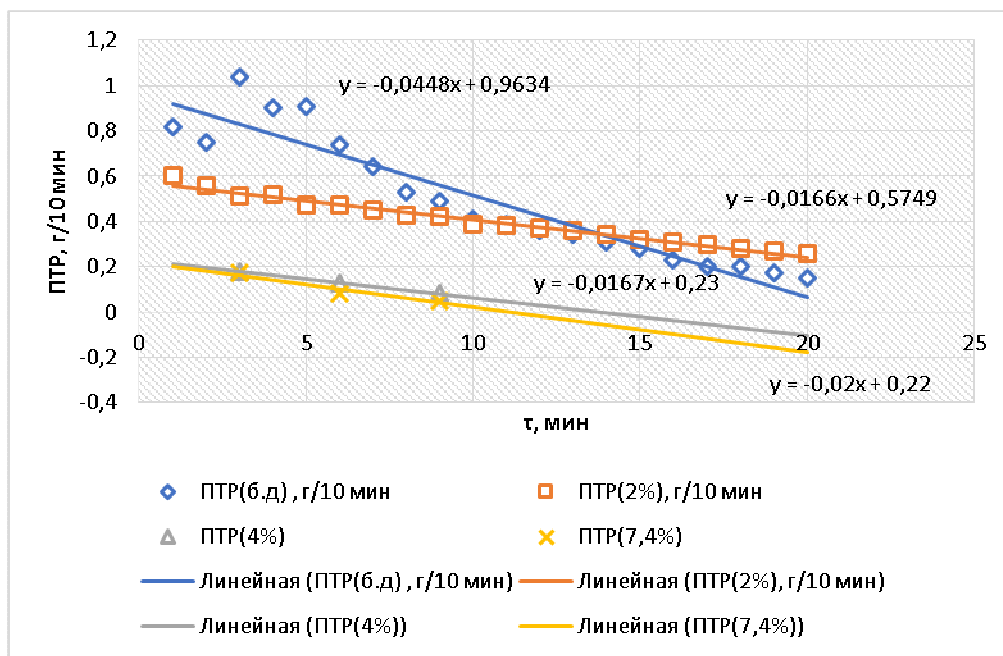 1,2
1
0,8
0,6
0,4
0,2
0
-0,2
-0,4
ПТР, г/10 мин
y = -0,0448x + 0,9634
y = -0,0166x + 0,5749
y = -0,0167x + 0,23
y = -0,02x + 0,22
0 5 10 15 20 25
τ, мин
ПТР(б.д) , г/10 мин ПТР(2%), г/10 мин
ПТР(4%) ПТР(7,4%)
Линейная (ПТР(б.д) , г/10 мин) Линейная (ПТР(2%), г/10 мин)
Линейная (ПТР(4%)) Линейная (ПТР(7,4%))